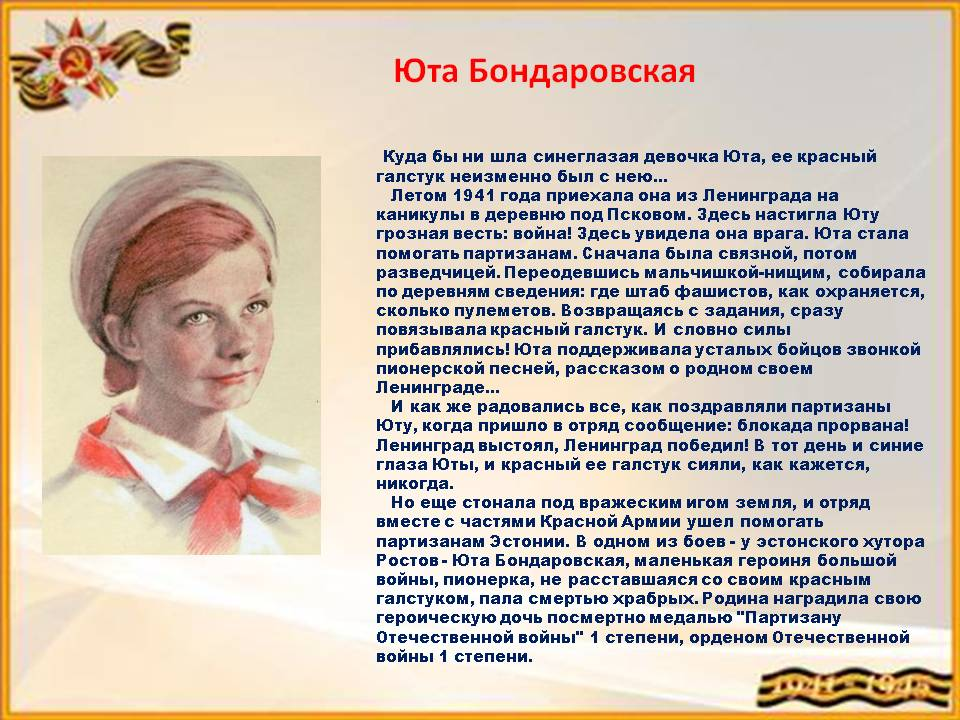 Юта Бондаровская
Куда бы ни шла синеглазая девочка Юта, ее красный
галстук неизменно был с нею...
Летом 1941 года приехала она из Ленинграда на
каникулы в деревню под Псковом. Здесь настигла Юту
грозная весть: война! Здесь увидела она врага. Юта стала
помогать партизанам. Сначала была связной, потом
разведчицей. Переодевшись мальчишкой-нищим, собирала
по деревням сведения: где штаб фашистов, как охраняется,
сколько пулеметов. Возвращаясь с задания, сразу
повязывала красный галстук. И словно силы
прибавлялись! Юта поддерживала усталых бойцов звонкой
пионерской песней, рассказом о родном своем
Ленинграде...
И как же радовались все, как поздравляли партизаны
Юту, когда пришло в отряд сообщение: блокада прорвана!
Ленинград выстоял, Ленинград победил! В тот день и синие
глаза Юты, и красный ее галстук сияли, как кажется,
никогда.
Но еще стонала под вражеским игом земля, и отряд
вместе с частями Красной Армии ушел помогать
партизанам Эстонии. В одном из боев - у эстонского хутора
Ростов - Юта Бондаровская, маленькая героиня большой
войны, пионерка, не расставшаяся со своим красным
галстуком, пала смертью храбрых. Родина наградила свою
героическую дочь посмертно медалью "Партизану
Отечественной войны" 1 степени, орденом Отечественной
войны 1 степени.
1941 - 1945